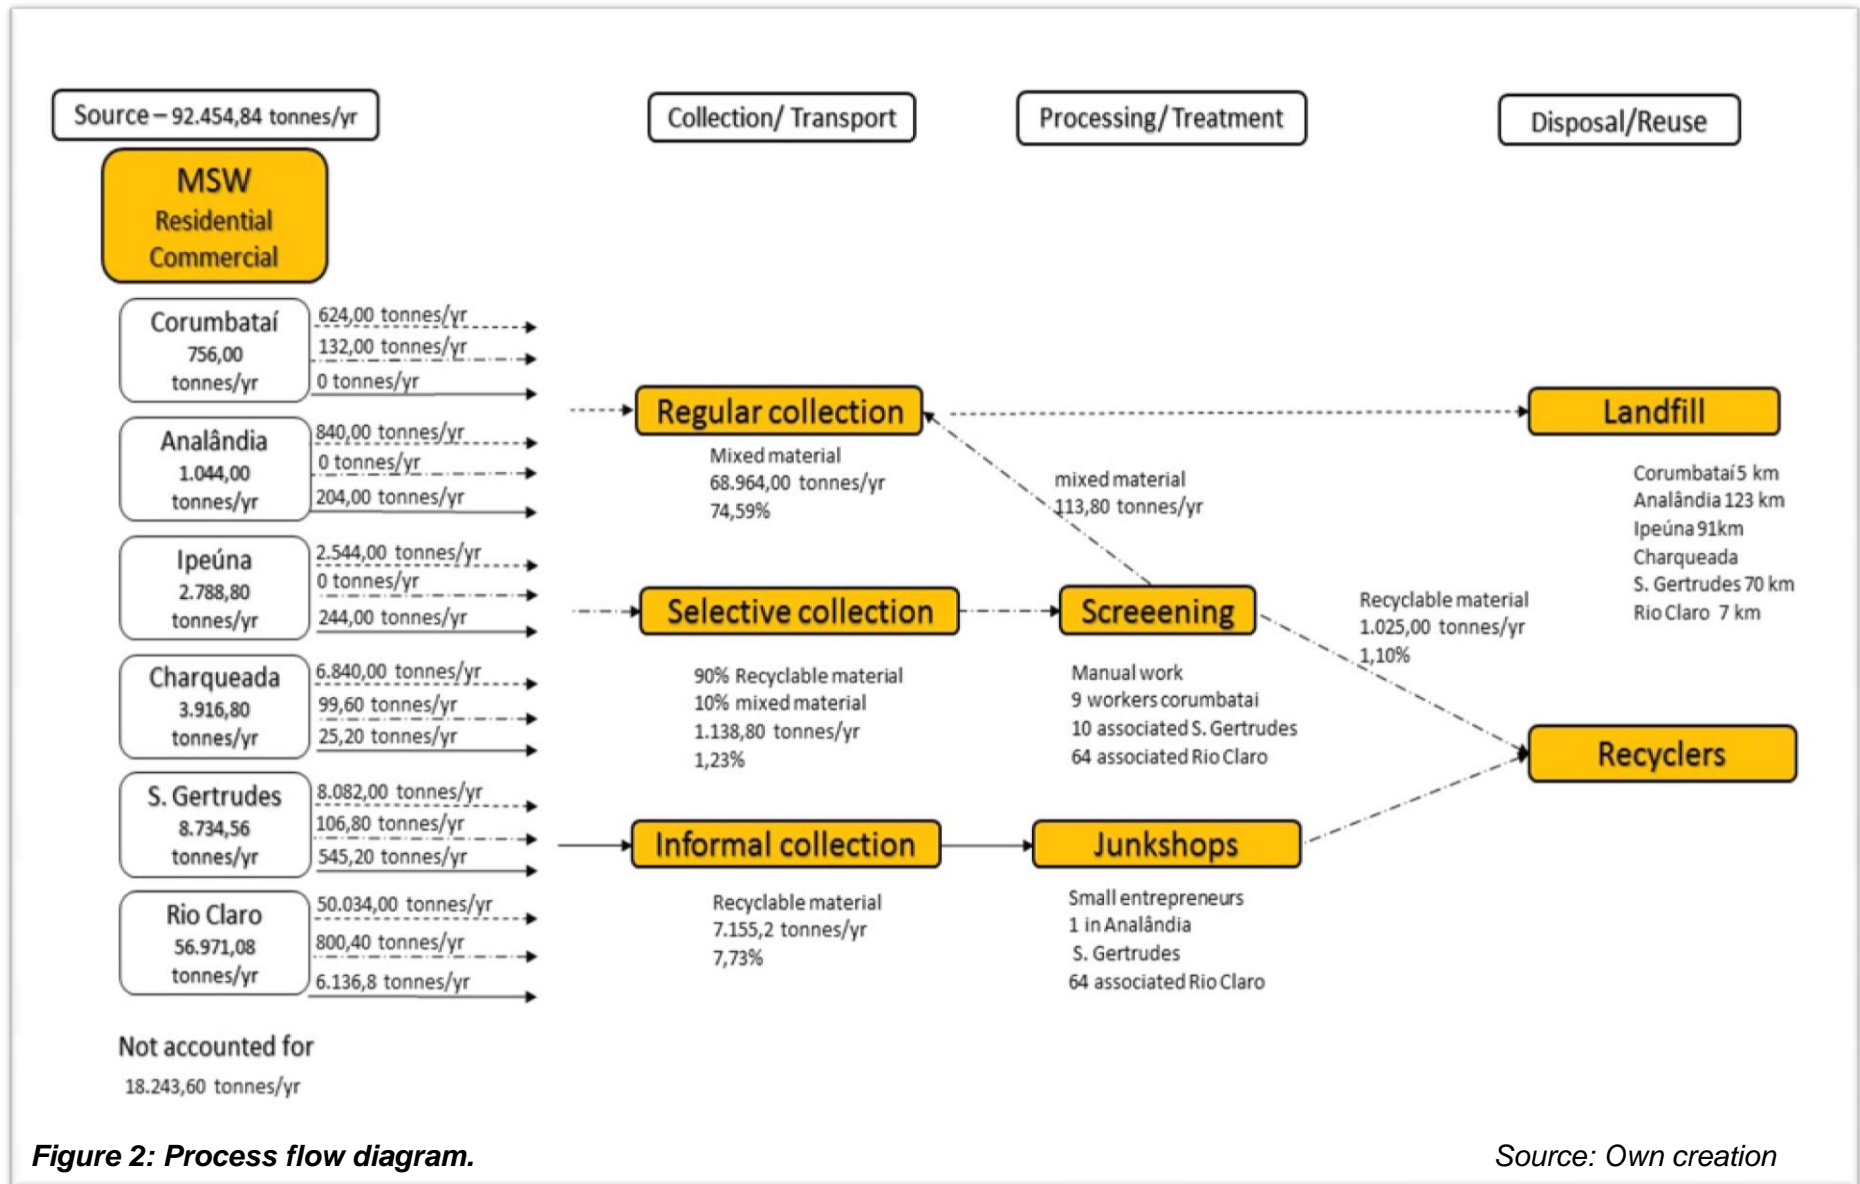 Source – 92.454,84 tonnes/yr
Collection/ Transport
Processing/ Treatment
Disposal/Reuse
MSW
Residential
Commercial
Corumbataí
756,00
tonnes/yr
624,00 tonnes/yr
132,00 tonnes/yr
0 tonnes/yr
Analândia
1.044,00
tonnes/yr
840,00 tonnes/yr
0 tonnes/yr
204,00 tonnes/yr
Ipeúna
2.788,80
tonnes/yr
2.544,00 tonnes/yr
0 tonnes/yr
244,00 tonnes/yr
Charqueada
3.916,80
tonnes/yr
6.840,00 tonnes/yr
99,60 tonnes/yr
25,20 tonnes/yr
S. Gertrudes
8.734,56
tonnes/yr
8.082,00 tonnes/yr
106,80 tonnes/yr
545,20 tonnes/yr
Rio Claro
56.971,08
tonnes/yr
50.034,00 tonnes/yr
800,40 tonnes/yr
6.136,8 tonnes/yr
Not accounted for
18.243,60 tonnes/yr
Regular collection
Mixed material
68.964,00 tonnes/yr
74,59%
Selective collection
90% Recyclable material
10% mixed material
1.138,80 tonnes/yr
1,23%
Informal collection
Recyclable material
7.155,2 tonnes/yr
7,73%
mixed material
113,80 tonnes/yr
Screeening
Manual work
9 workers corumbatai
10 associated S. Gertrudes
64 associated Rio Claro
Junkshops
Small entrepreneurs
1 in Analândia
S. Gertrudes
64 associated Rio Claro
Recyclable material
1.025,00 tonnes/yr
1,10%
Landfill
Corumbataí 5 km
Analândia 123 km
Ipeúna 91km
Charqueada
S. Gertrudes 70 km
Rio Claro 7 km
Recyclers
Figure 2: Process flow diagram.
Source: Own creation